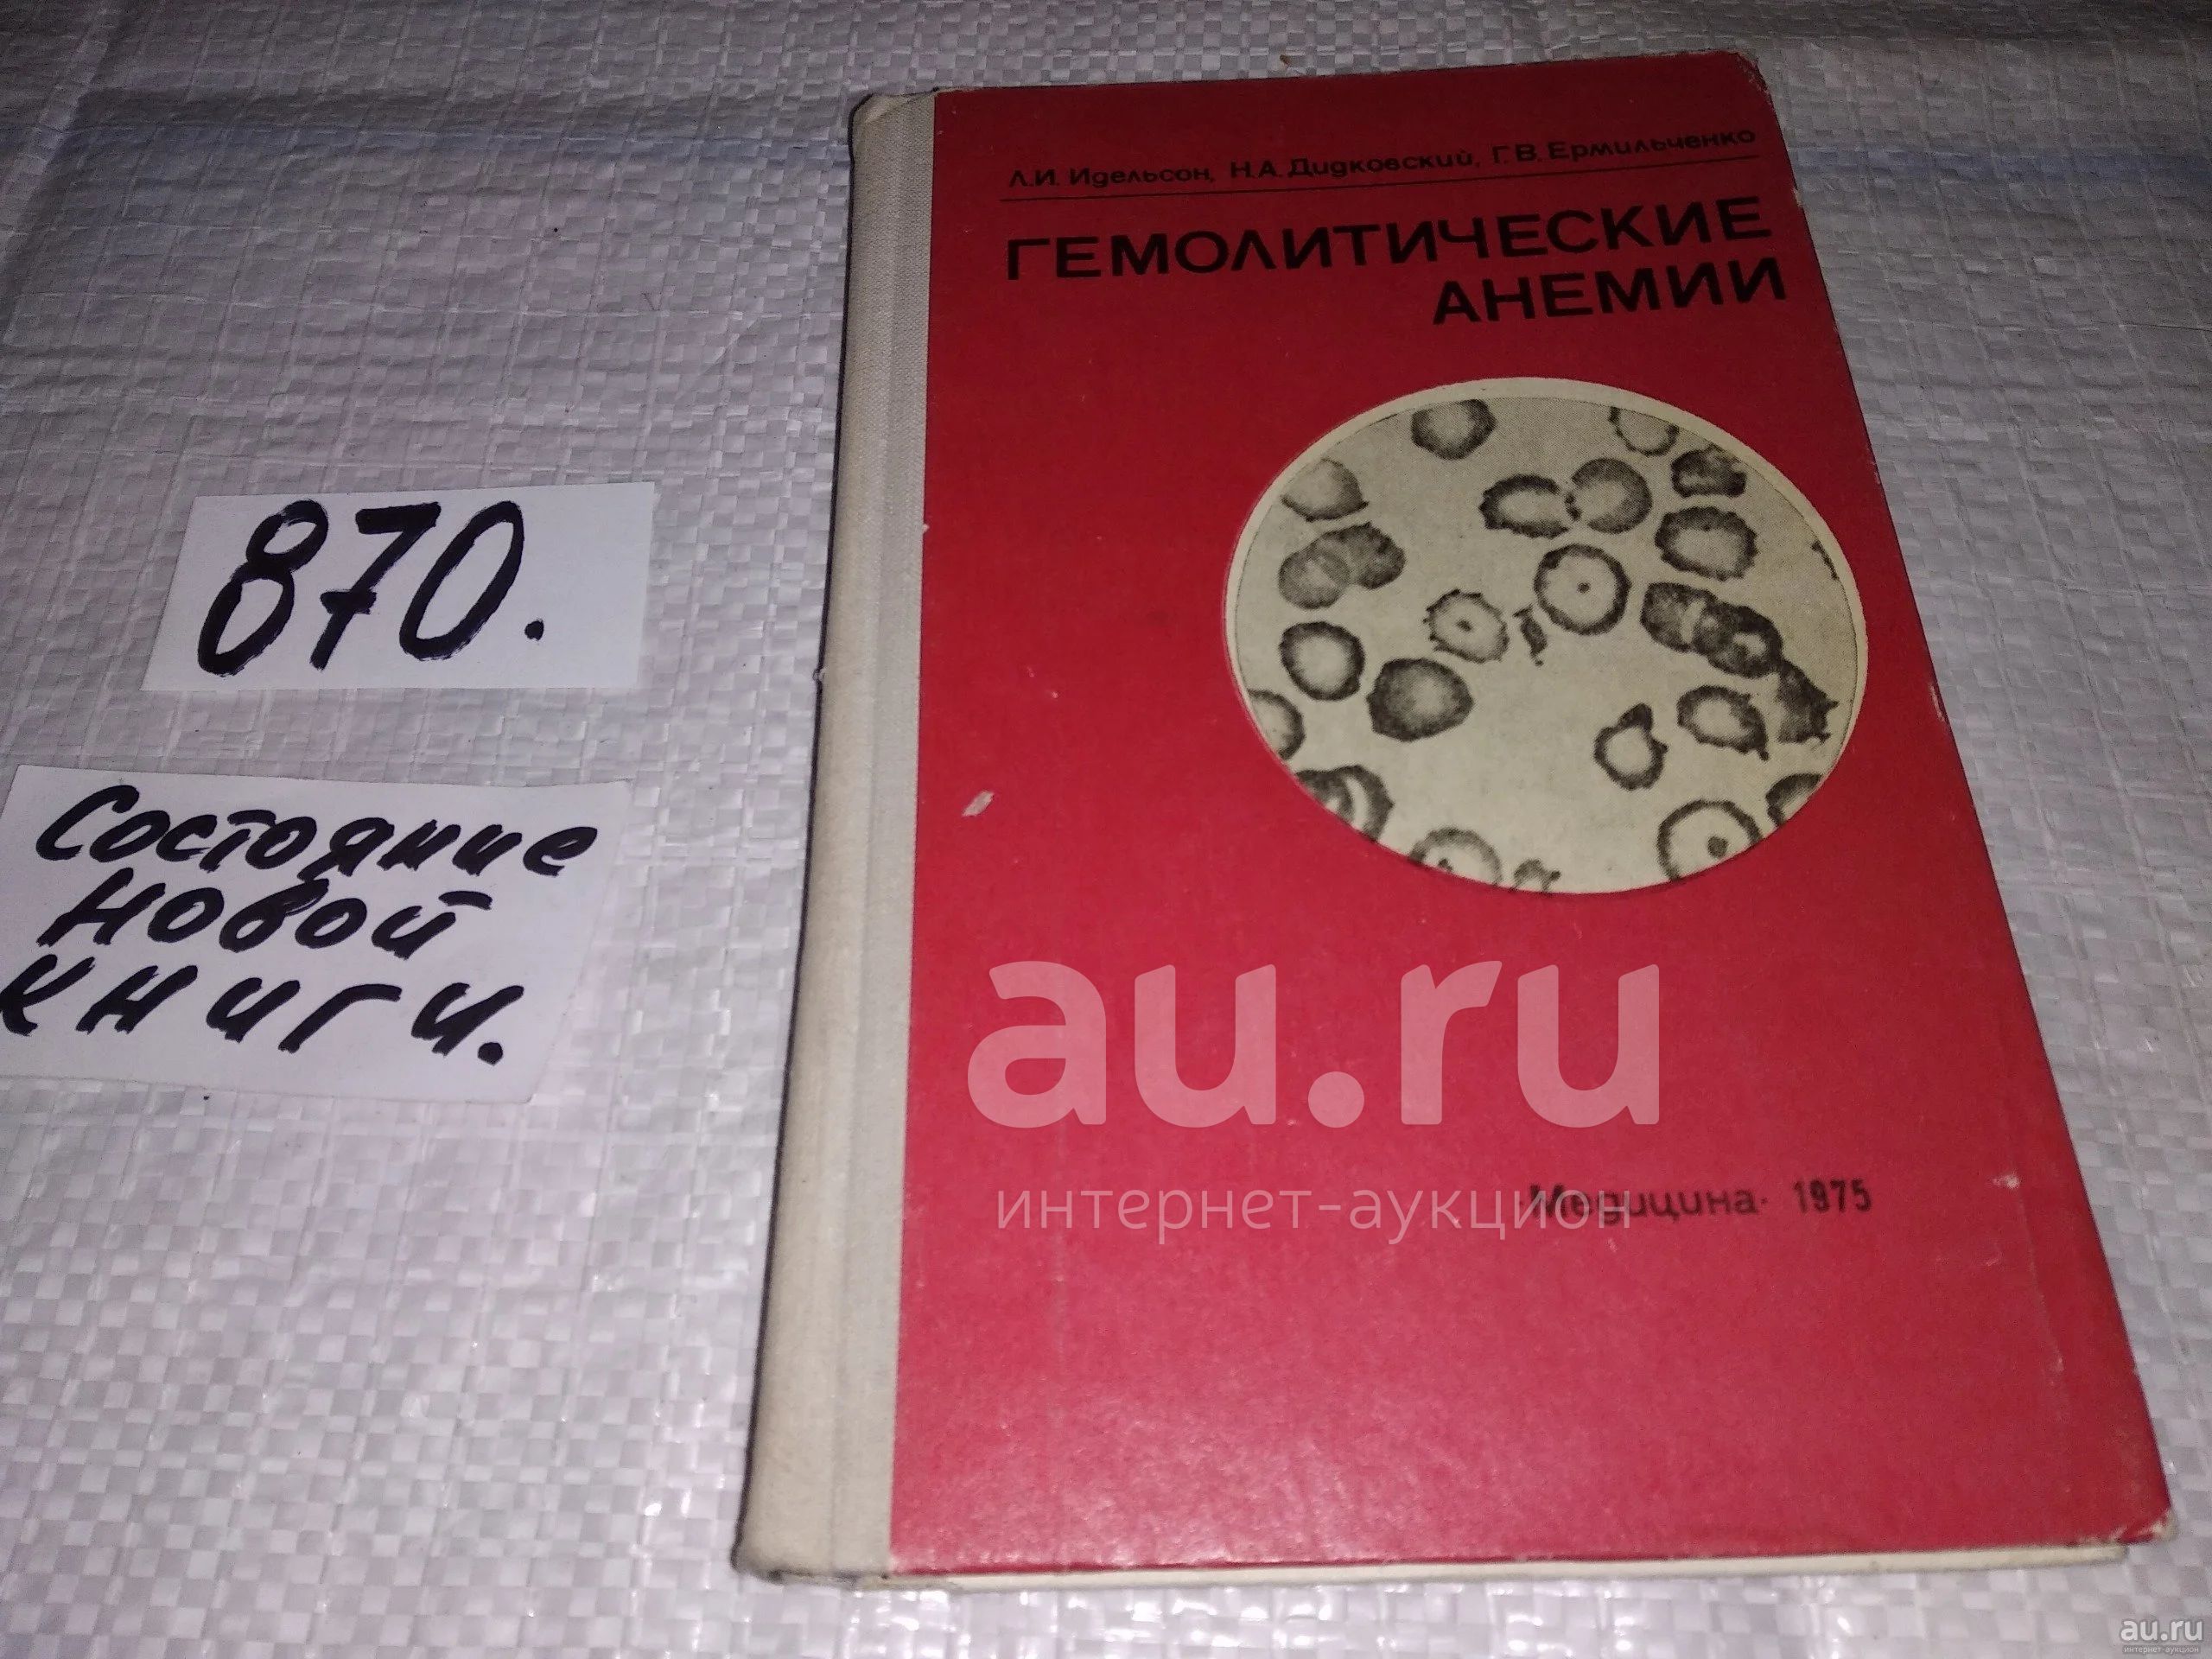 Л.И. Идельсон, Н.А. Дидковский, Г.В. Ермильченко
ГЕМОЛИТИЧЕСКИЕ
АНЕМИИ
870.
Состояние
новой
книги.
au.ru
интернет-аукцион
·Медицина· 1975
au.ru
интернет-аукцион